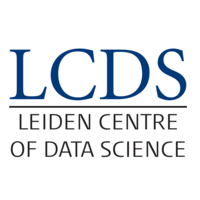 LCDS
LEIDEN CENTRE
OF DATA SCIENCE